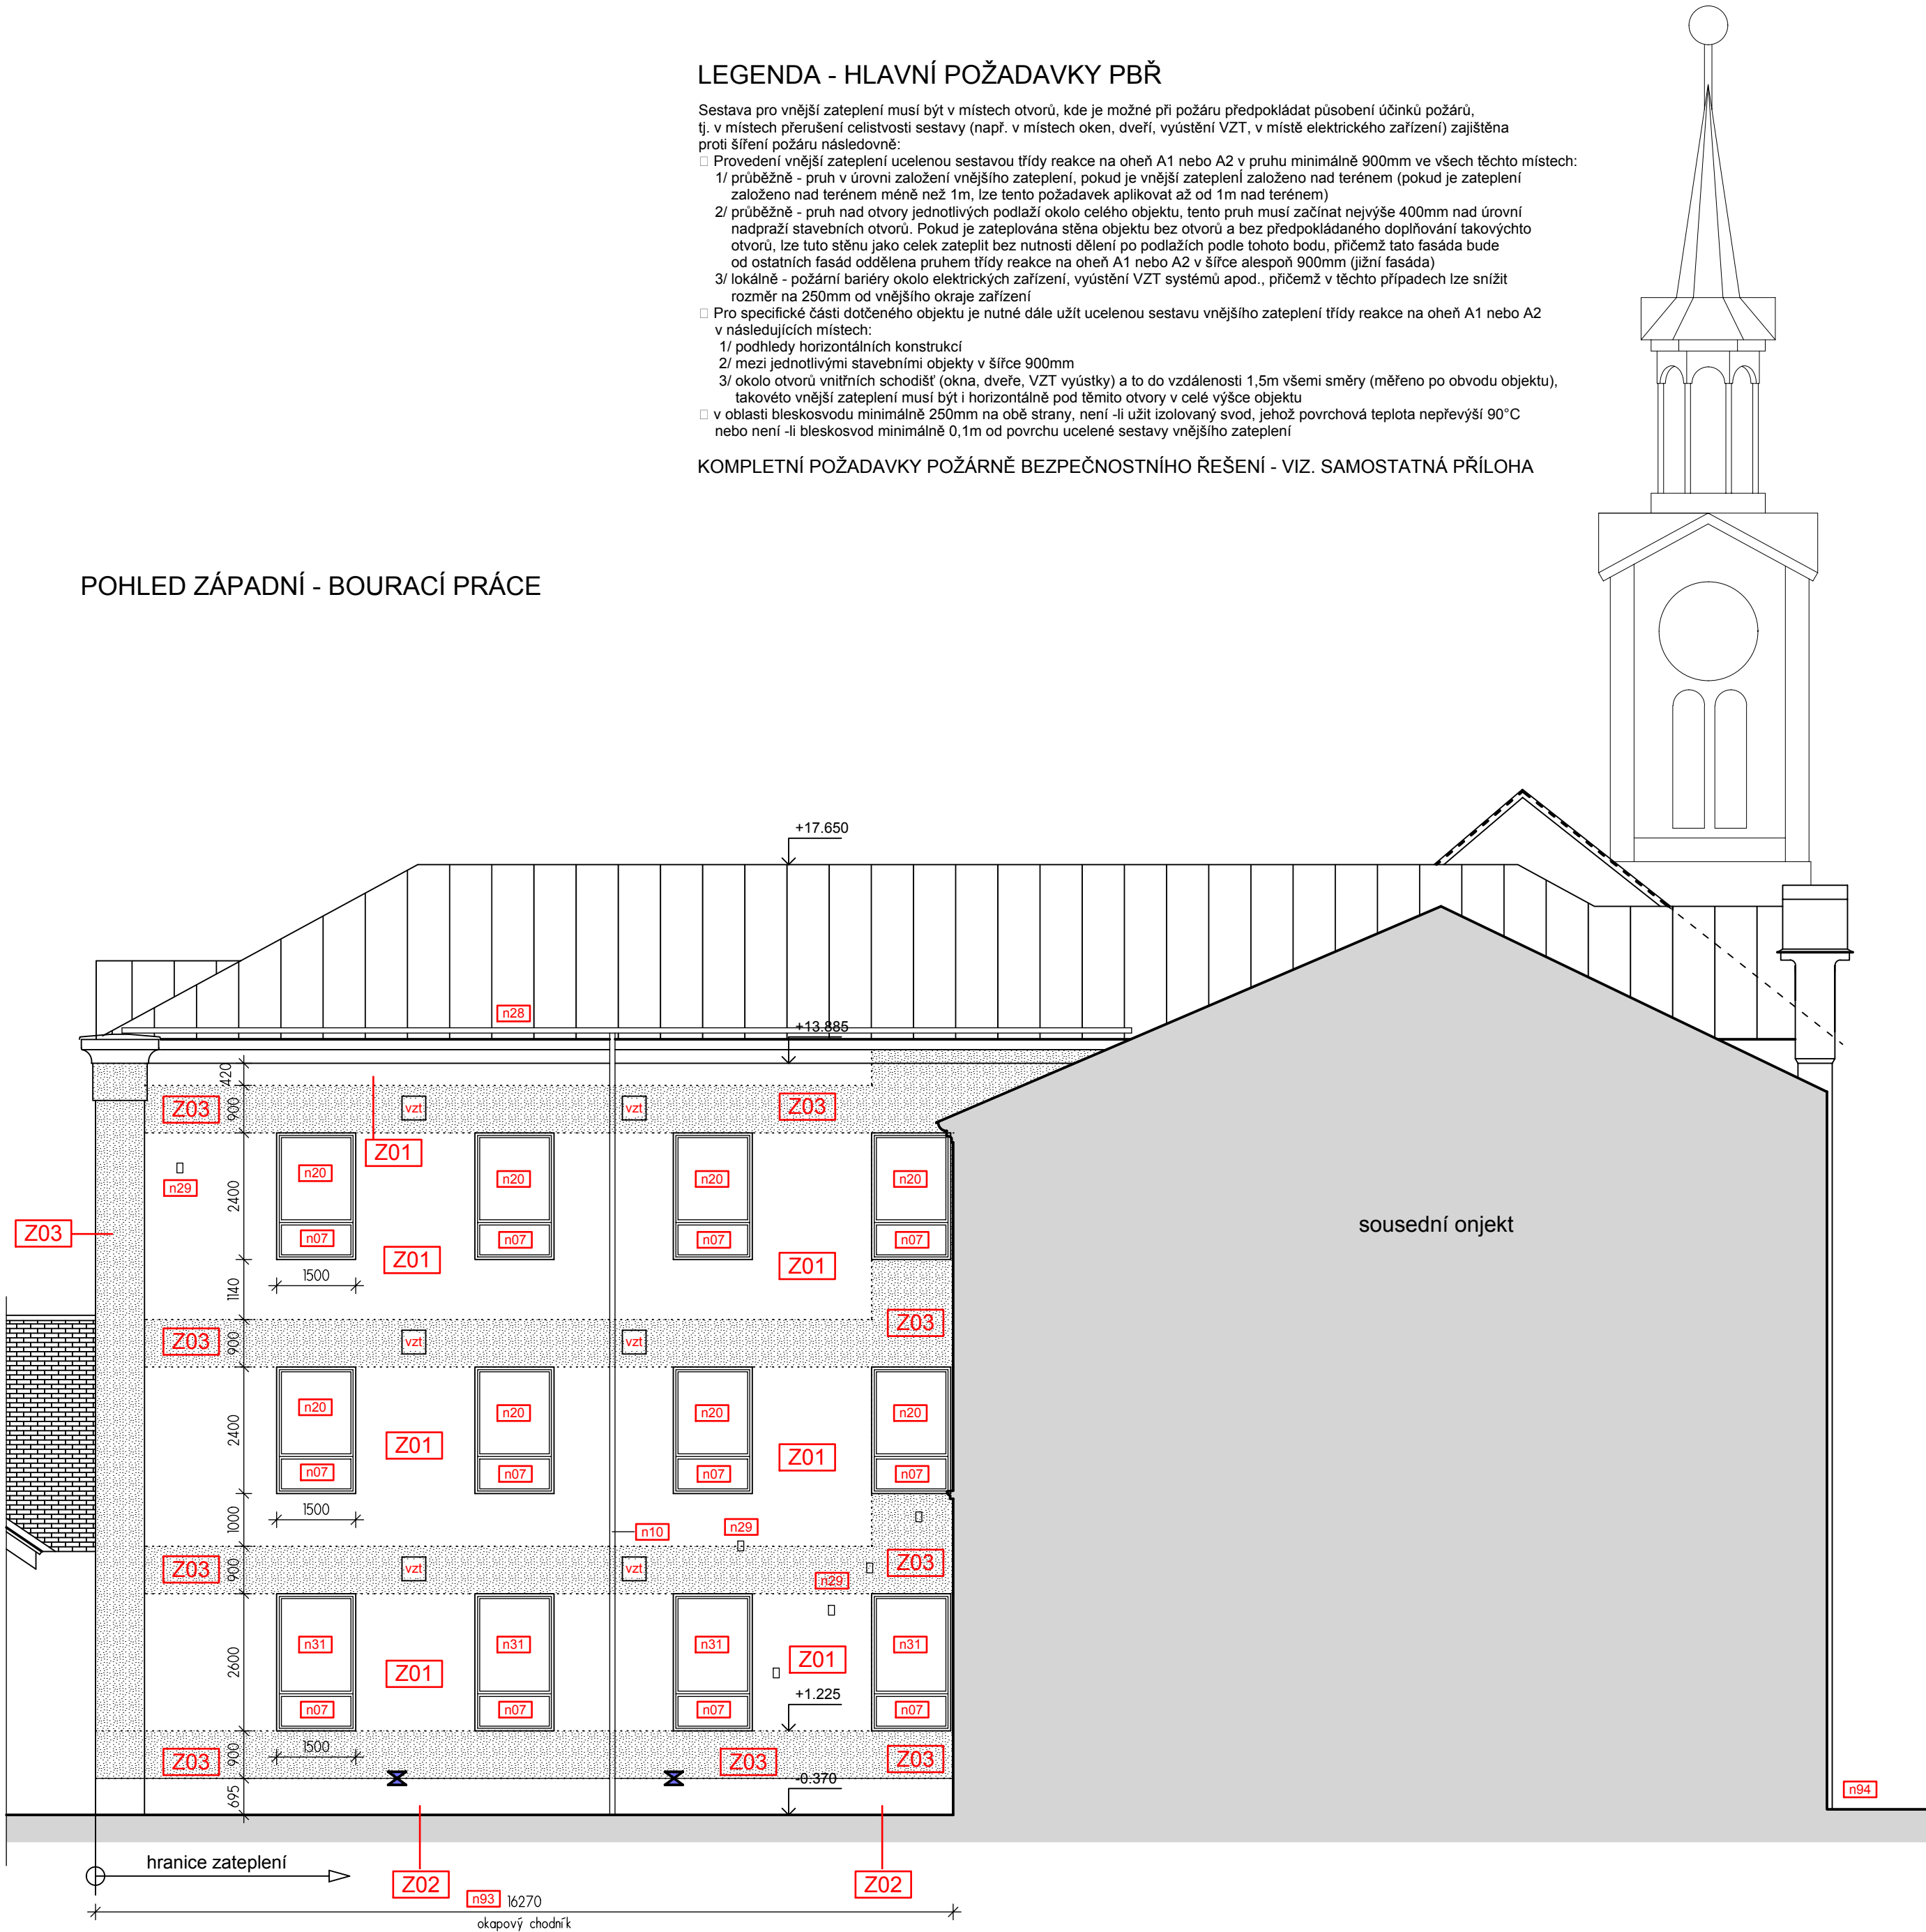 LEGENDA - HLAVNÍ POŽADAVKY PBŘ
Sestava pro vnější zateplení musí být v místech otvorů, kde je možné při požáru předpokládat působení účinků požárů,
tj. v místech přerušení celistvosti sestavy (např. v místech oken, dveří, vyústění VZT, v místě elektrického zařízení) zajištěna
proti šíření požáru následovně:
□ Provedení vnější zateplení ucelenou sestavou třídy reakce na oheň A1 nebo A2 v pruhu minimálně 900mm ve všech těchto místech:
1/ průběžně - pruh v úrovni založení vnějšího zateplení, pokud je vnější zateplenÍ založeno nad terénem (pokud je zateplení
založeno nad terénem méně než 1m, lze tento požadavek aplikovat až od 1m nad terénem)
2/ průběžně - pruh nad otvory jednotlivých podlaží okolo celého objektu, tento pruh musí začínat nejvýše 400mm nad úrovní
nadpraží stavebních otvorů. Pokud je zateplována stěna objektu bez otvorů a bez předpokládaného doplňování takovýchto
otvorů, lze tuto stěnu jako celek zateplit bez nutnosti dělení po podlažích podle tohoto bodu, přičemž tato fasáda bude
od ostatních fasád oddělena pruhem třídy reakce na oheň A1 nebo A2 v šířce alespoň 900mm (jižní fasáda)
3/ lokálně - požární bariéry okolo elektrických zařízení, vyústění VZT systémů apod., přičemž v těchto případech lze snížit
rozměr na 250mm od vnějšího okraje zařízení
□ Pro specifické části dotčeného objektu je nutné dále užít ucelenou sestavu vnějšího zateplení třídy reakce na oheň A1 nebo A2
v následujících místech:
1/ podhledy horizontálních konstrukcí
2/ mezi jednotlivými stavebními objekty v šířce 900mm
3/ okolo otvorů vnitřních schodišť (okna, dveře, VZT vyústky) a to do vzdálenosti 1,5m všemi směry (měřeno po obvodu objektu),
takovéto vnější zateplení musí být i horizontálně pod těmito otvory v celé výšce objektu
□ v oblasti bleskosvodu minimálně 250mm na obě strany, není -li užit izolovaný svod, jehož povrchová teplota nepřevýší 90°C
nebo není -li bleskosvod minimálně 0,1m od povrchu ucelené sestavy vnějšího zateplení
KOMPLETNÍ POŽADAVKY POŽÁRNĚ BEZPEČNOSTNÍHO ŘEŠENÍ - VIZ. SAMOSTATNÁ PŘÍLOHA
POHLED ZÁPADNÍ - BOURACÍ PRÁCE
+17.650
n28
+13.885
420
Z03 900 vzt vzt Z03
Z01
n20 n20 n20 n20
n29
2400
Z03
sousední onjekt
n07 n07 n07 n07
Z01 Z01
1500
1140
Z03 900 vzt vzt Z03
n20 n20 n20 n20
2400
Z01 Z01
n07 n07 n07 n07
1500
1000
n10 n29
Z03 900 vzt vzt Z03
n29
n31 n31 n31 n31
2600
Z01 Z01
+1.225
n07 n07 n07 n07
1500
Z03 900 Z03 Z03
-0.370
695
n94
hranice zateplení
Z02 Z02
n93 16270
okapový chodník